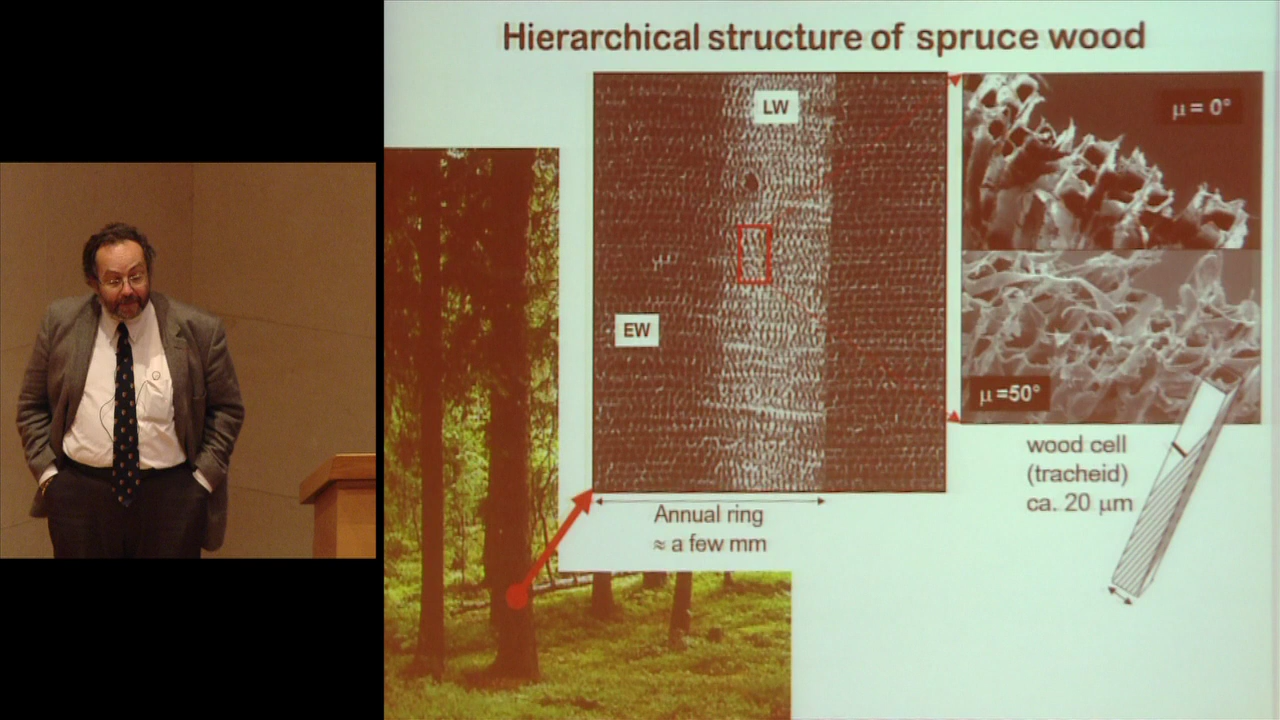 Hierarchical structure of spruce wood
LW
EW
μ = 0°
μ =50°
Annual ring
≈ a few mm
wood cell
(tracheid)
ca. 20 μm